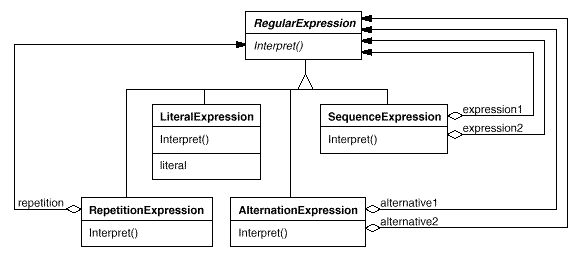 RegularExpression
Interpret()
LiteralExpression
Interpret()
literal
SequenceExpression
Interpret()
expression1
expression2
repetition
RepetitionExpression
Interpret()
AlternationExpression
Interpret()
alternative1
alternative2